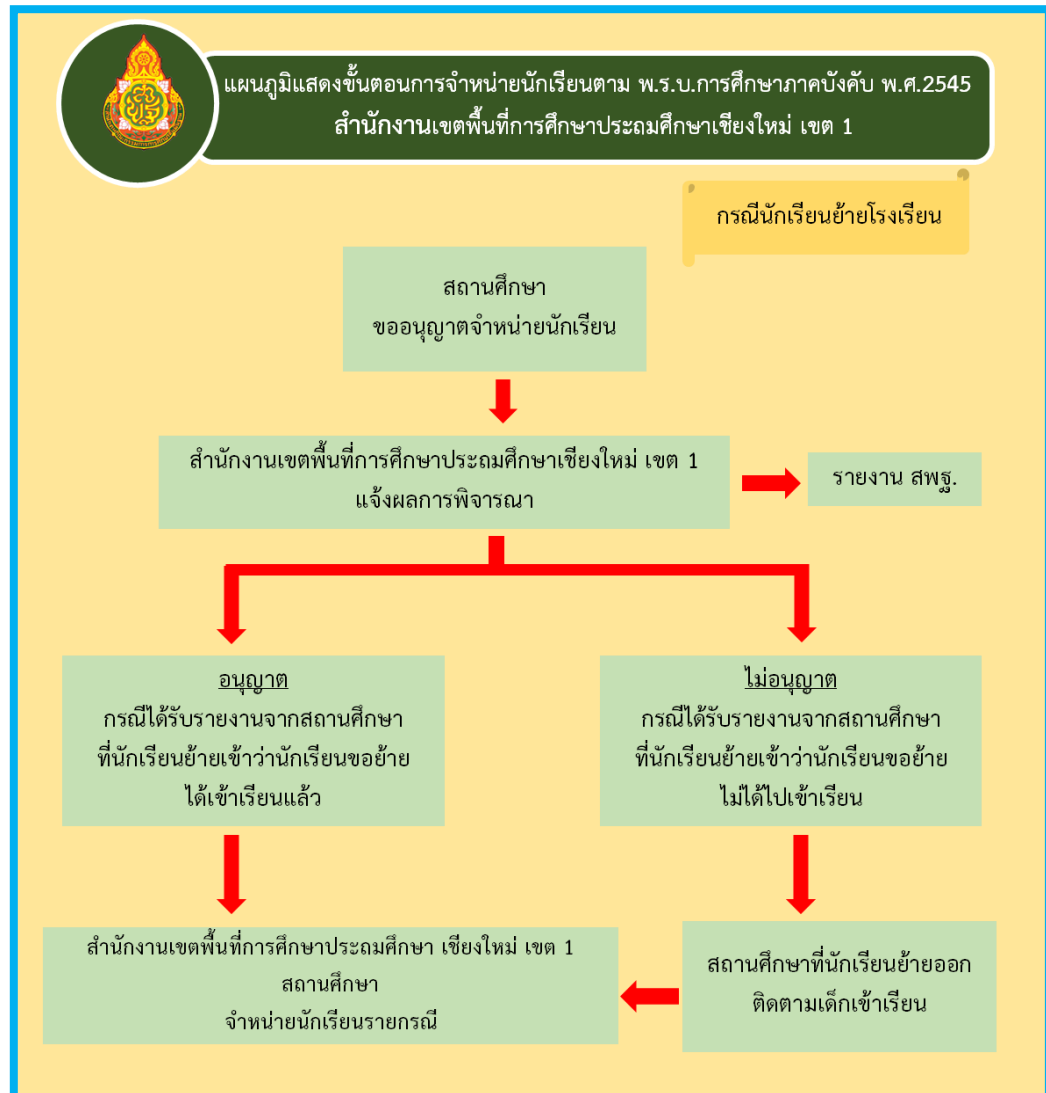 แผนภูมิแสดงขั้นตอนการจำหน่ายนักเรียนตาม พ.ร.บ.การศึกษาภาคบังคับ พ.ศ.2545
สำนักงานเขตพื้นที่การศึกษาประถมศึกษาเชียงใหม่ เขต 1
กรณีนักเรียนย้ายโรงเรียน
สถานศึกษา
ขออนุญาตจำหน่ายนักเรียน
สำนักงานเขตพื้นที่การศึกษาประถมศึกษาเชียงใหม่ เขต 1
แจ้งผลการพิจารณา
รายงาน สพฐ.
อนุญาต
กรณีได้รับรายงานจากสถานศึกษา
ที่นักเรียนย้ายเข้าว่านักเรียนขอย้าย
ได้เข้าเรียนแล้ว
ไม่อนุญาต
กรณีได้รับรายงานจากสถานศึกษา
ที่นักเรียนย้ายเข้าว่านักเรียนขอย้าย
ไม่ได้ไปเข้าเรียน
สำนักงานเขตพื้นที่การศึกษาประถมศึกษา เชียงใหม่ เขต 1
สถานศึกษา
จำหน่ายนักเรียนรายกรณี
สถานศึกษาที่นักเรียนย้ายออก
ติดตามเด็กเข้าเรียน